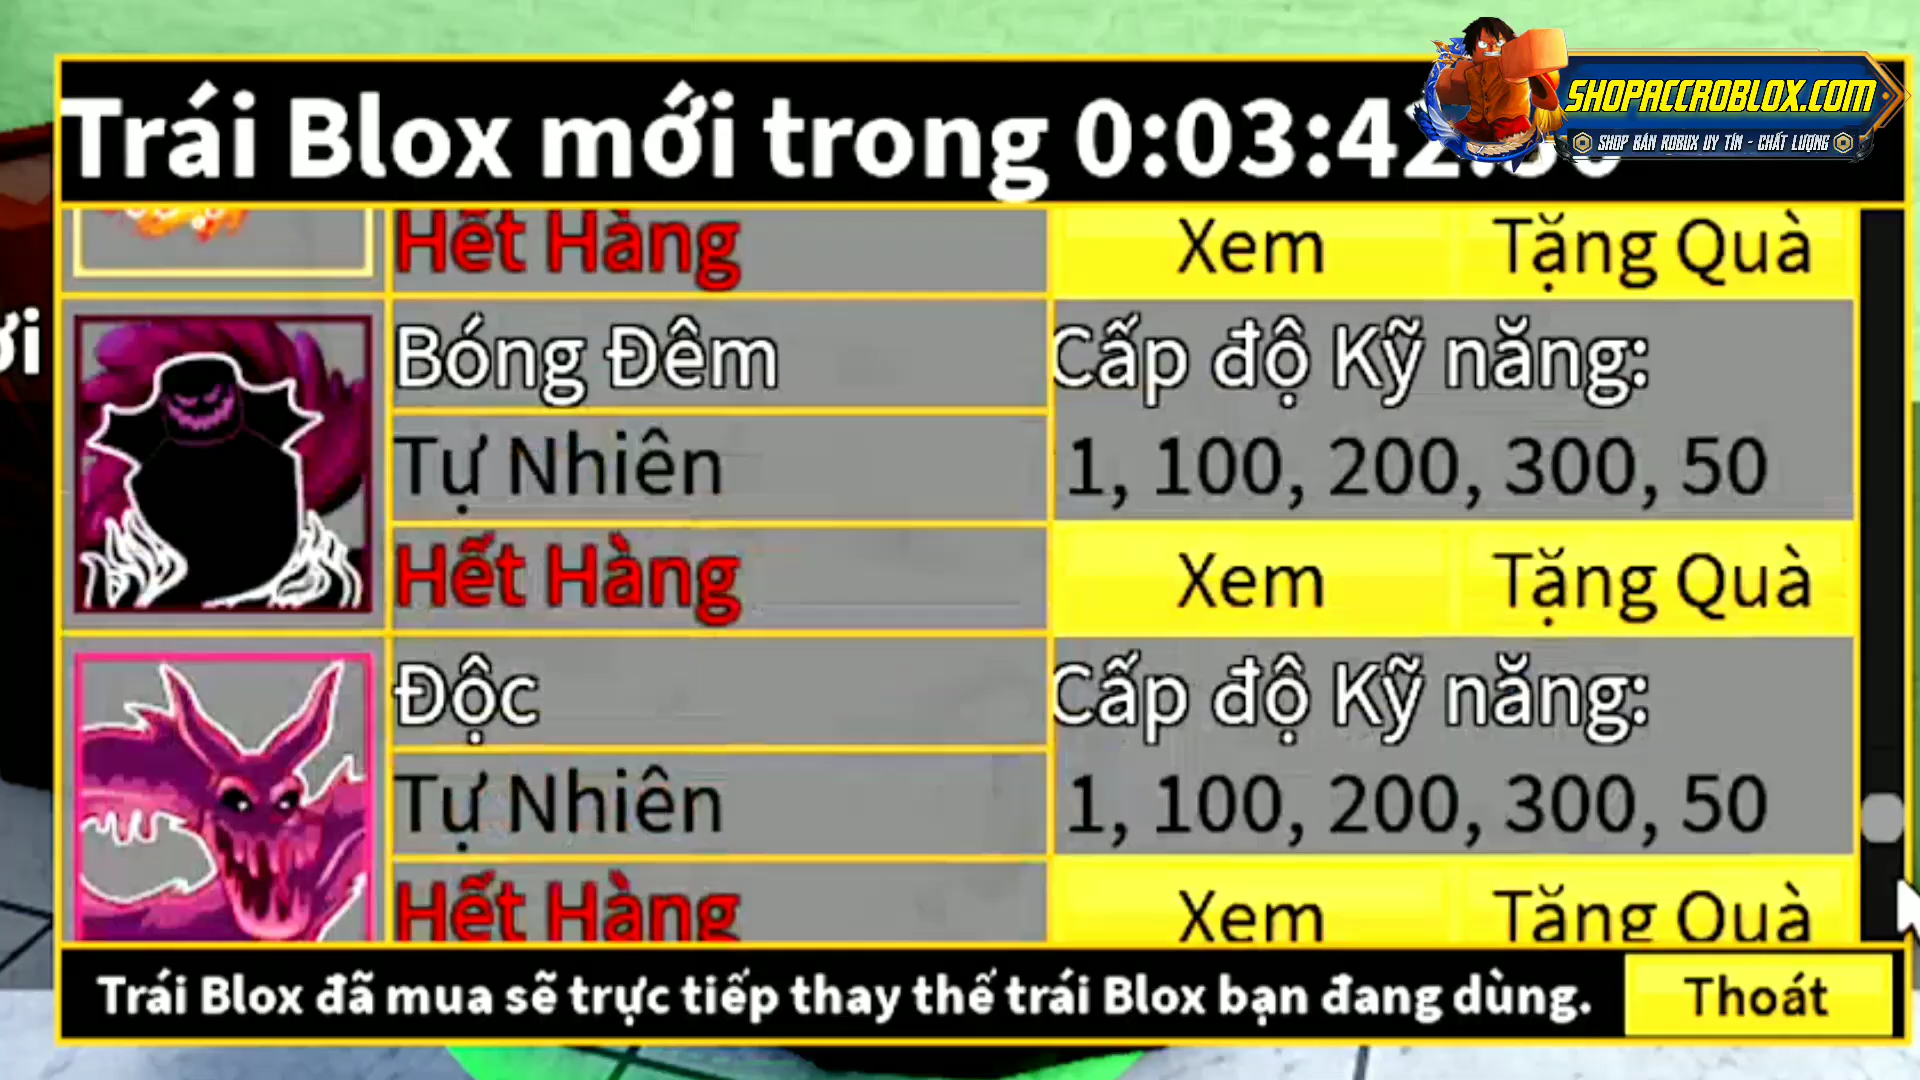 Trái Blox mới trong 0:03:42
SHOPACCROBLOX.COM
SHOP BÁN ROBUX UY TÍN - CHẤT LƯỢNG
Hết Hàng
Xem
Tặng Quà
ơi
Bóng Đêm
Cấp độ Kỹ năng:
Tự Nhiên
1, 100, 200, 300, 50
Hết Hàng
Xem
Tặng Quà
Độc
Cấp độ Kỹ năng:
Tự Nhiên
1, 100, 200, 300, 50
Hết Hàng
Xem
Tặng Quà
Trái Blox đã mua sẽ trực tiếp thay thế trái Blox bạn đang dùng.
Thoát